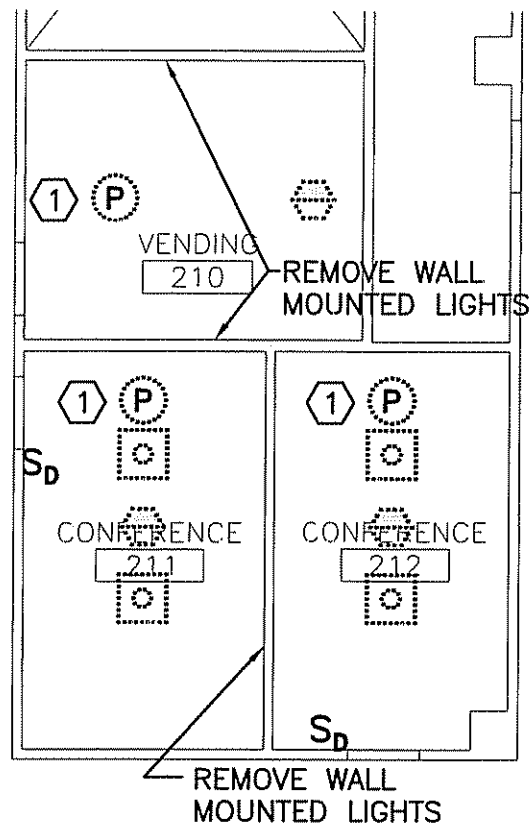 1 P
VENDING
210
REMOVE WALL
MOUNTED LIGHTS
1 P
1 P
SD
CONFERENCE
211
CONFERENCE
212
SD
REMOVE WALL
MOUNTED LIGHTS